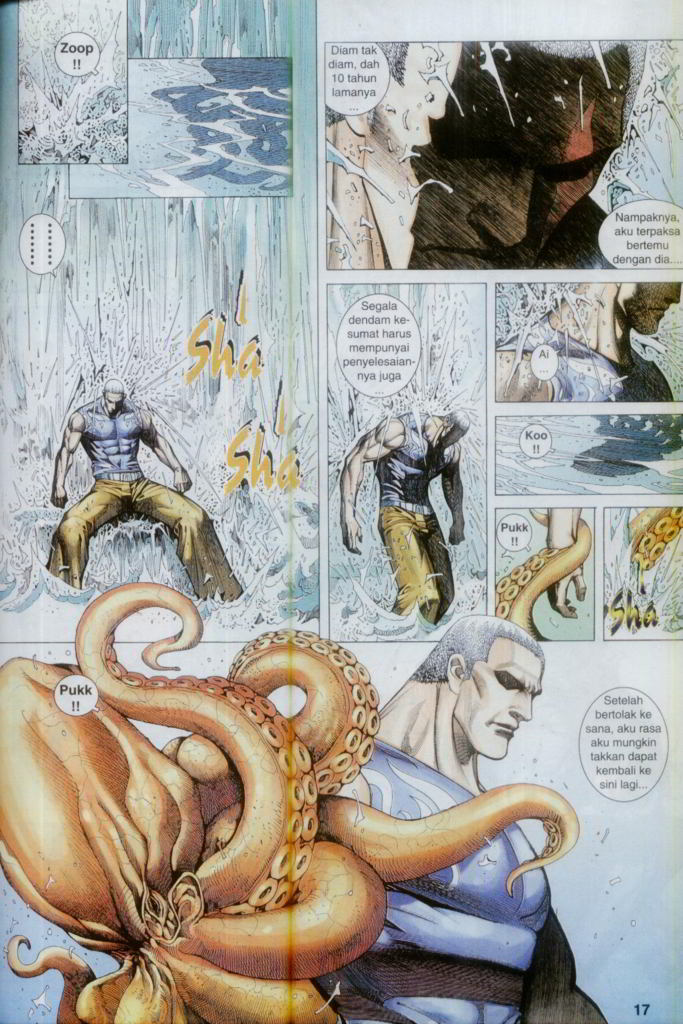 Zoop
!!
Sha
Sha
Diam tak
diam, dah
10 tahun
lamanya
...
Nampaknya,
aku terpaksa
bertemu
dengan dia....
Segala
dendam ke-
sumat harus
mempunyai
penyelesaian-
nya juga
...
Ai
...
Koo
!!
Pukk
!!
Sha
Pukk
!!
Setelah
bertolak ke
sana, aku rasa
aku mungkin
takkan dapat
kembali ke
sini lagi...
17